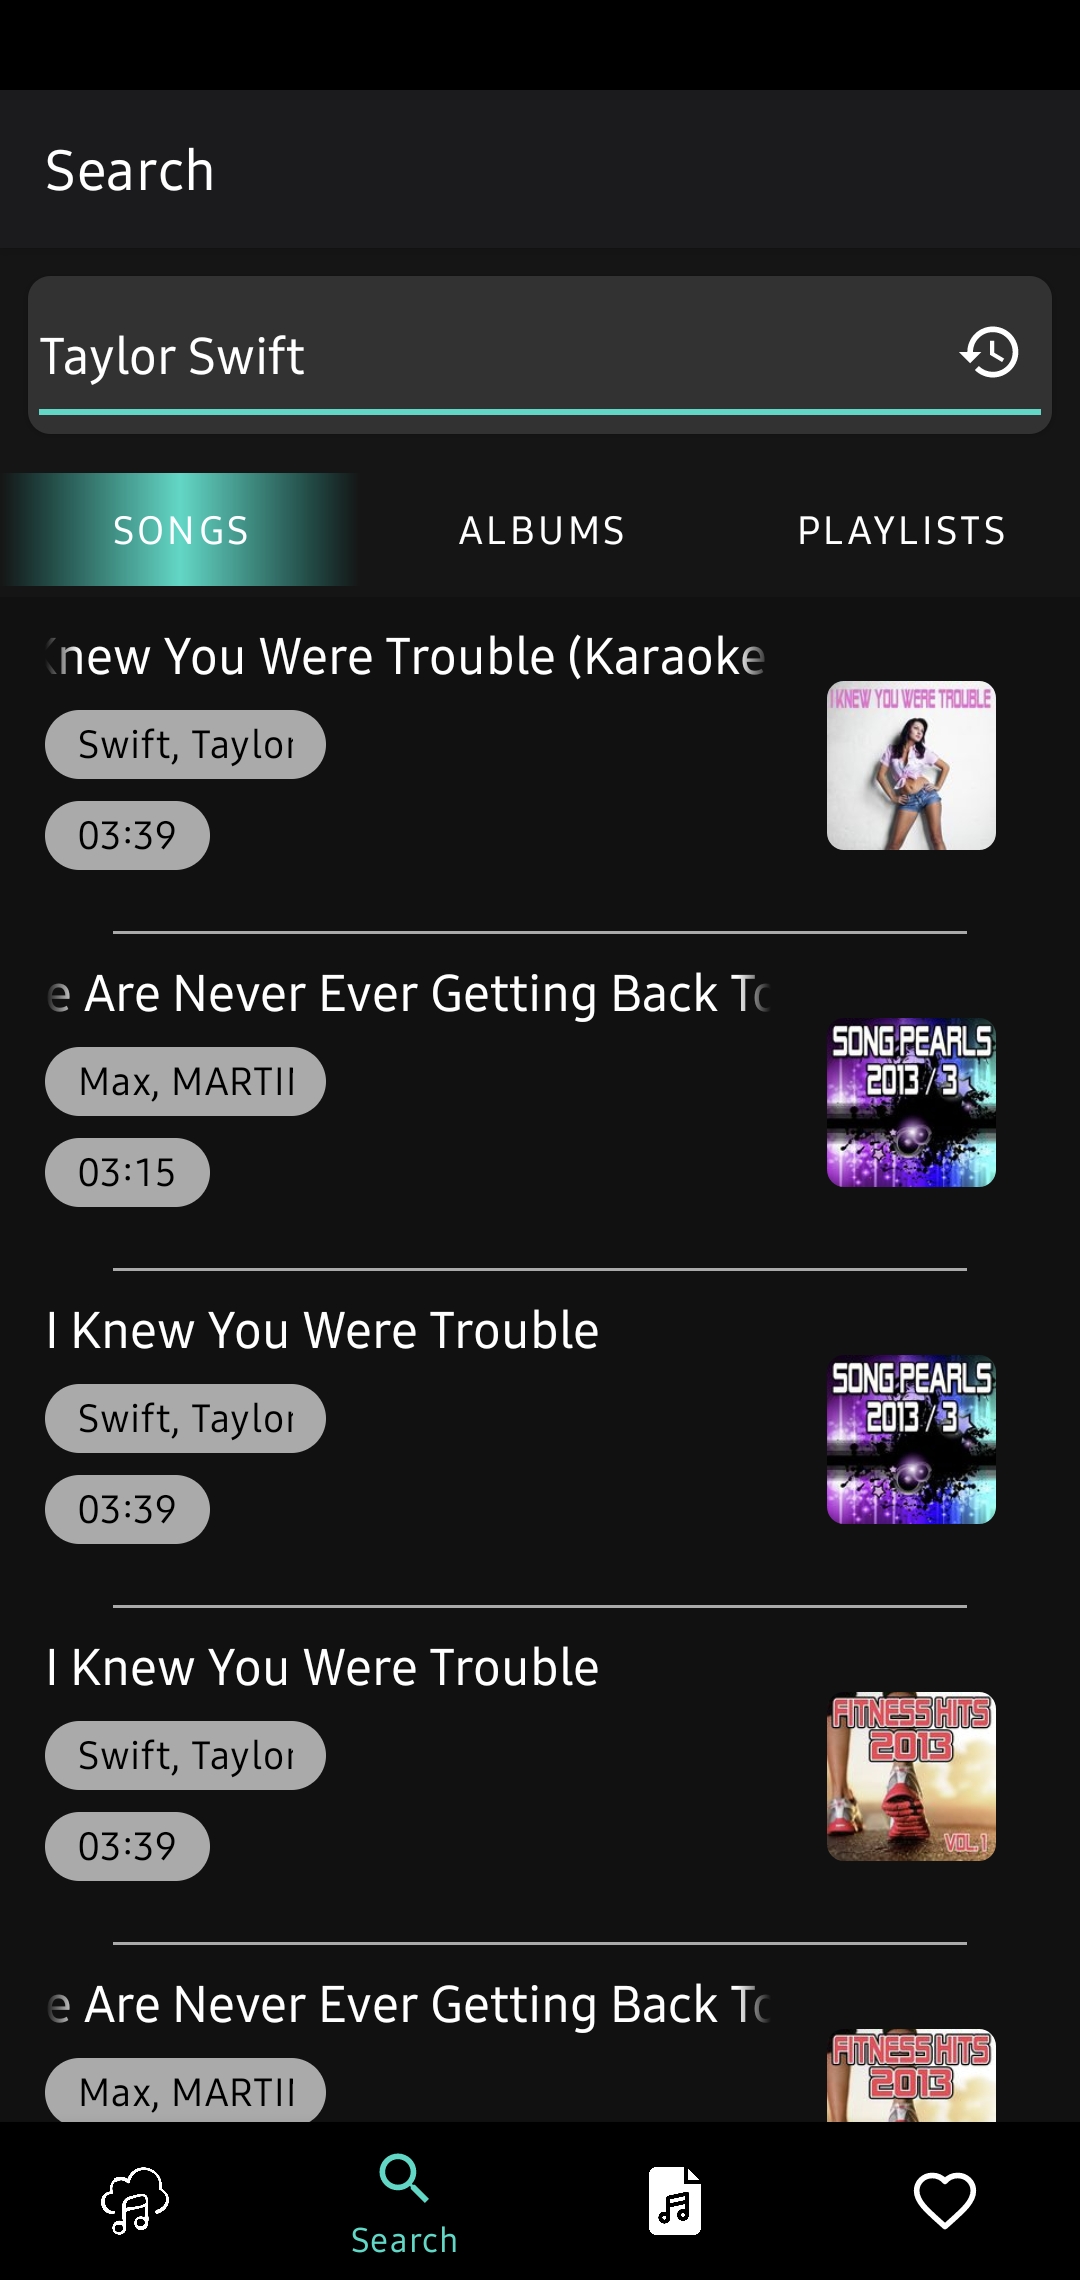 Search
Taylor Swift
SONGS ALBUMS PLAYLISTS
Knew You Were Trouble (Karaoke
I KNEW YOU WERE TROUBLE
Swift, Taylor
03:39
e Are Never Ever Getting Back To
SONG PEARLS
2013 / 3
Max, MARTI
03:15
I Knew You Were Trouble
SONG PEARLS
2013 / 3
Swift, Taylor
03:39
I Knew You Were Trouble
FITNESS HITS
2013
VOL.1
Swift, Taylor
03:39
e Are Never Ever Getting Back To
FITNESS HITS
2013
Max, MARTI
Search